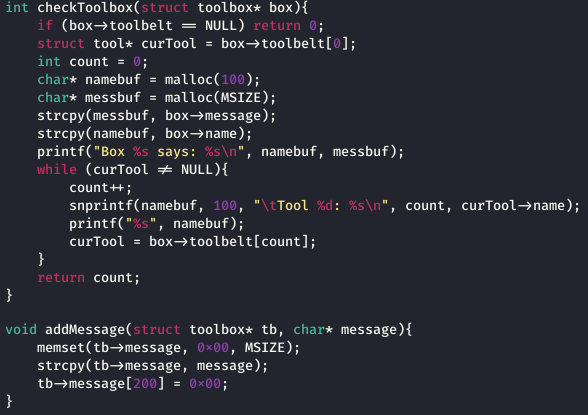 int checkToolbox(struct toolbox* box){
    if (box→toolbelt == NULL) return 0;
    struct tool* curTool = box→toolbelt[0];
    int count = 0;
    char* namebuf = malloc(100);
    char* messbuf = malloc(MSIZE);
    strcpy(messbuf, box→message);
    strcpy(namebuf, box→name);
    printf("Box %s says: %s\n", namebuf, messbuf);
    while (curTool ≠ NULL){
        count++;
        snprintf(namebuf, 100, "\tTool %d: %s\n", count, curTool→name);
        printf("%s", namebuf);
        curTool = box→toolbelt[count];
    }
    return count;
}

void addMessage(struct toolbox* tb, char* message){
    memset(tb→message, 0×00, MSIZE);
    strcpy(tb→message, message);
    tb→message[200] = 0×00;
}